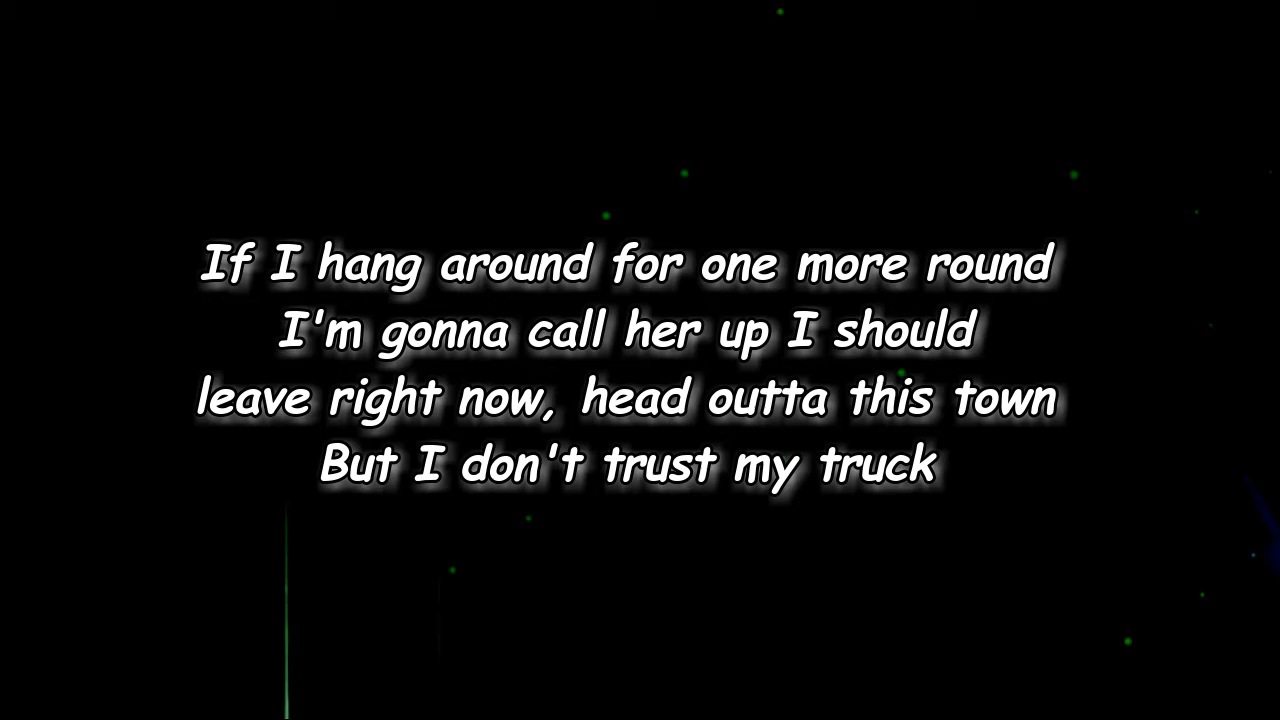 If I hang around for one more round
I'm gonna call her up I should
leave right now, head outta this town
But I don't trust my truck